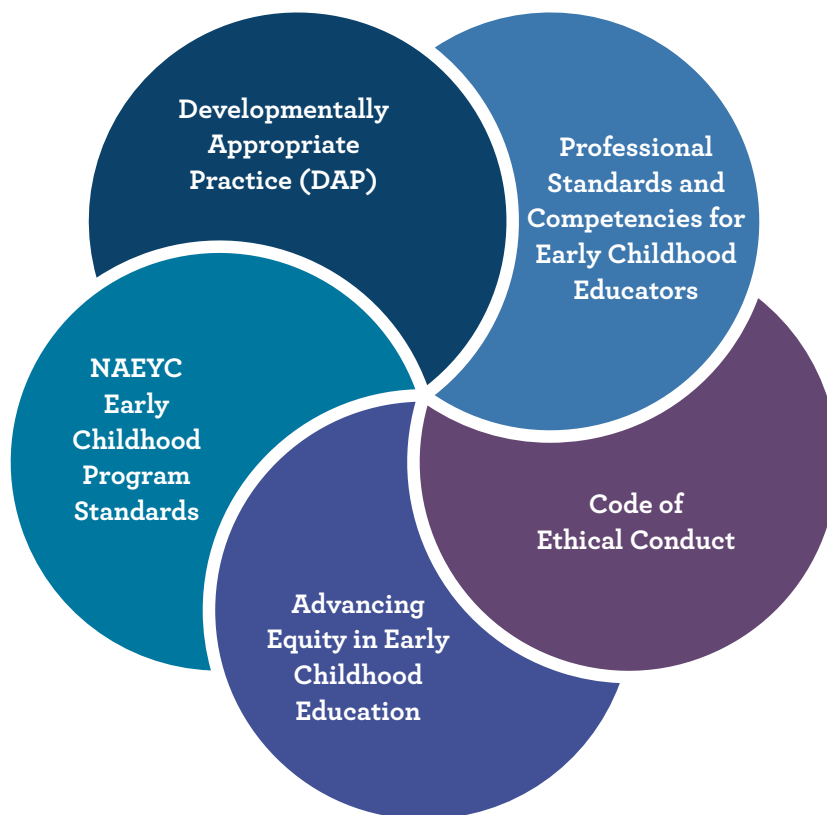 Developmentally
Appropriate
Practice (DAP)
Professional
Standards and
Competencies for
Early Childhood
Educators
NAEYC
Early
Childhood
Program
Standards
Code of
Ethical Conduct
Advancing
Equity in Early
Childhood
Education